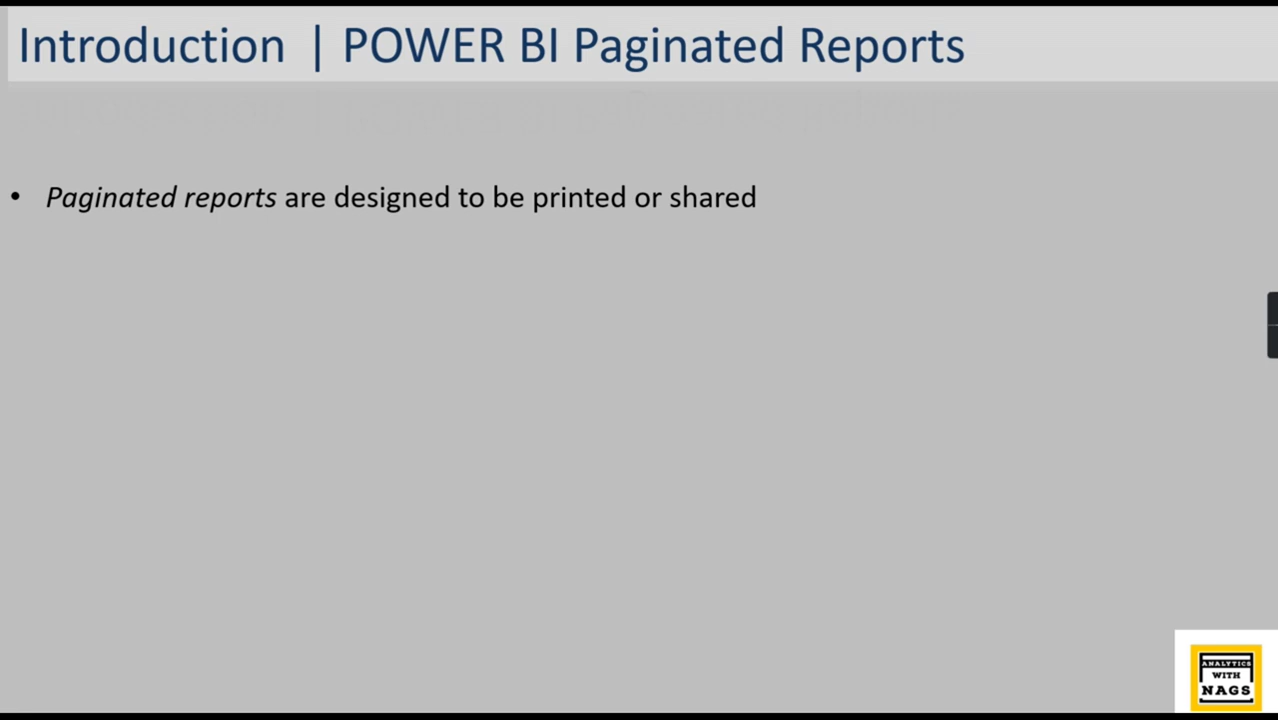 Introduction | POWER BI Paginated Reports
• Paginated reports are designed to be printed or shared
ANALYTICS
WITH
NAGS